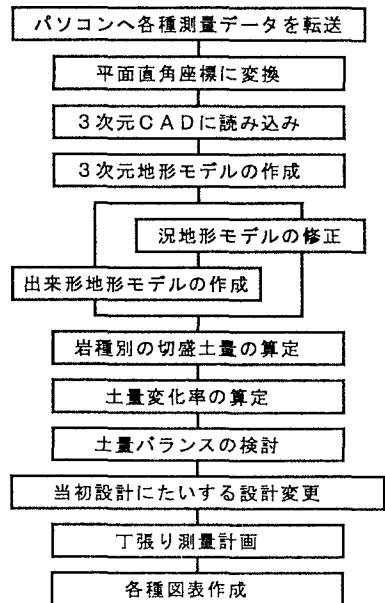 パソコンへ各種測量データを転送
平面直角座標に変換
3次元CADに読み込み
3次元地形モデルの作成
況地形モデルの修正
出来形地形モデルの作成
岩種別の切盛土量の算定
土量変化率の算定
土量バランスの検討
当初設計にたいする設計変更
丁張り測量計画
各種図表作成